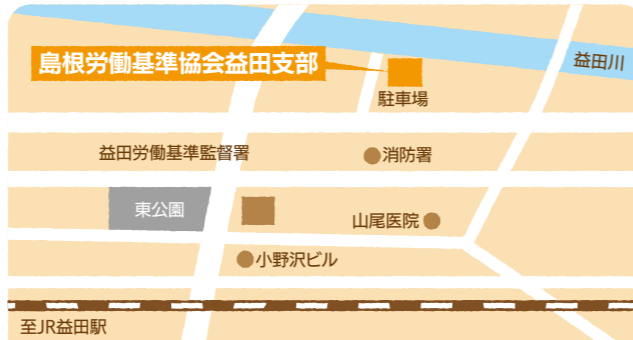 島根労働基準協会益田支部
益田川
駐車場
益田労働基準監督署
消防署
東公園
山尾医院
小野沢ビル
至JR益田駅